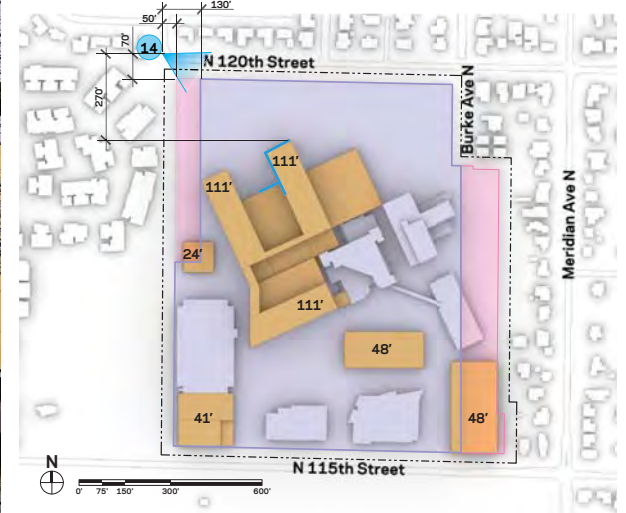 130'
50'
70'
14
N 120th Street
270'
Burke Ave N
111'
111'
Meridian Ave N
24'
111'
48'
41'
48'
N 115th Street
N
0' 75' 150' 300' 600'